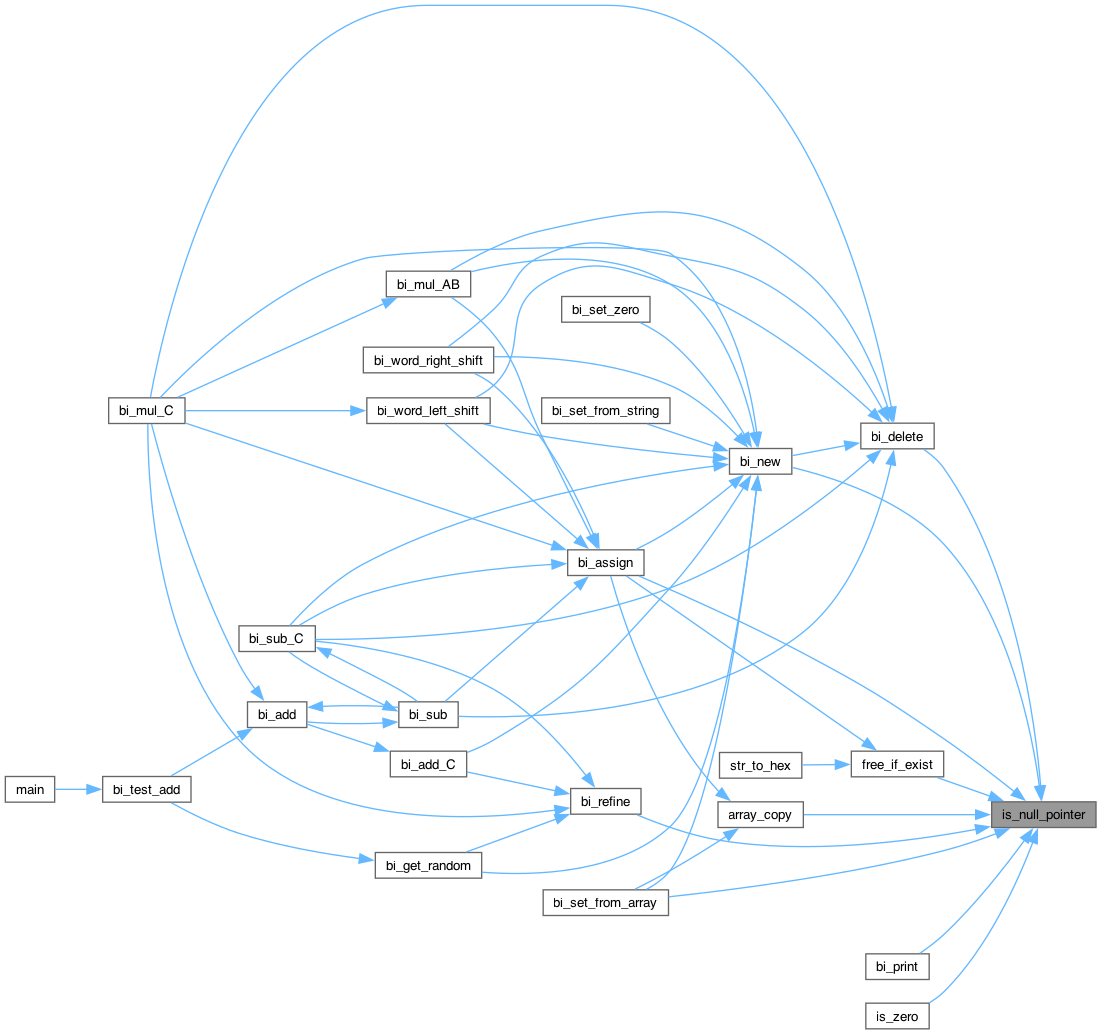 bi_mul_AB
bi_set_zero
bi_word_right_shift
bi_mul_C
bi_word_left_shift
bi_set_from_string
bi_delete
bi_new
bi_assign
bi_sub_C
bi_add
bi_sub
bi_add_C
str_to_hex
free_if_exist
main
bi_test_add
bi_refine
array_copy
is_null_pointer
bi_get_random
bi_set_from_array
bi_print
is_zero